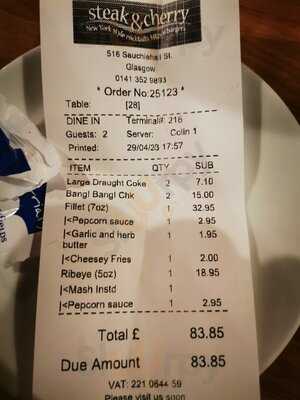 steak&cherry
New York Style cocktails steaks burgers
516 Sauchiehall St.
Glasgow
0141 352 9893
* Order No:25123 *
Table: [28]
DINE IN Terminal# 216
Guests: 2 Server: Colin 1
Printed: 29/04/23 17:57
ITEM QTY SUB
Large Draught Coke 2 7.10
Bang! Bang! Chk 2 15.00
Fillet (7oz) 1 32.95
|<Pepcorn sauce 1 2.95
|<Garlic and herb 1 1.95
butter
|<Cheesey Fries 1 2.00
Ribeye (5oz) 1 18.95
|<Mash Instd 1
|<Pepcorn sauce 1 2.95
Total £ 83.85
Due Amount 83.85
VAT: 221 0644 59
Please visit us soon